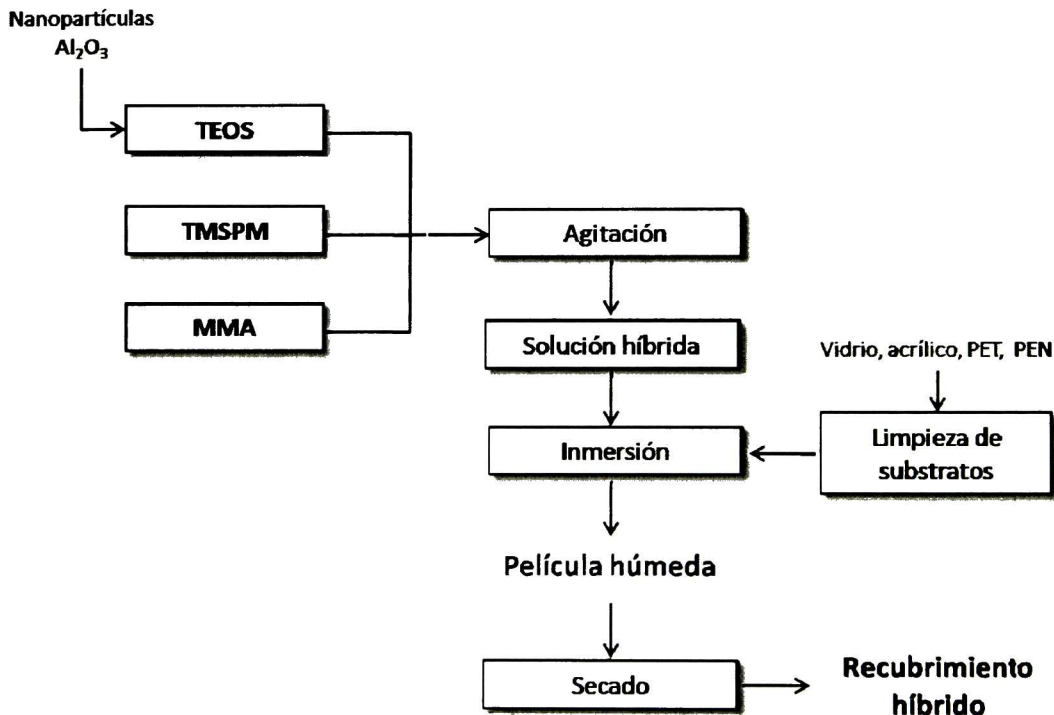 Nanopartículas
Al₂O₃
TEOS
TMSPM
MMA
Agitación
Solución híbrida
Vidrio, acrílico, PET, PEN
Limpieza de
substratos
Inmersión
Película húmeda
Secado
Recubrimiento
híbrido